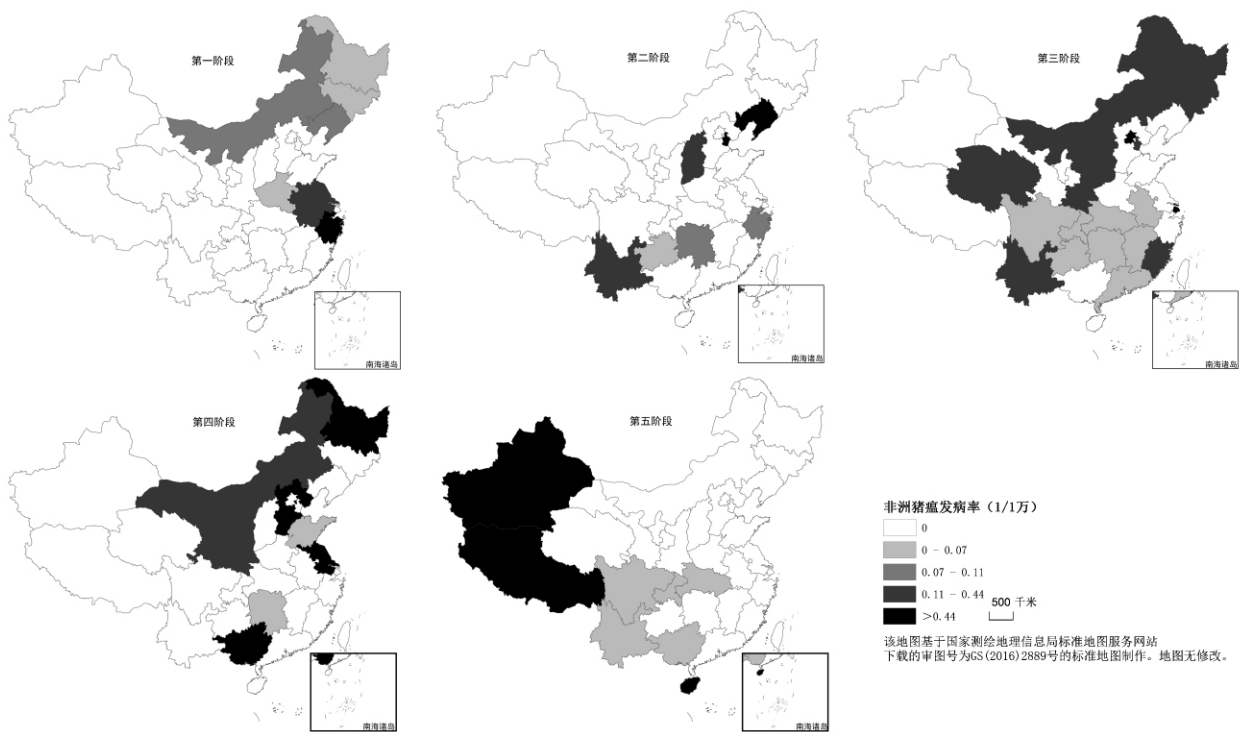 第一阶段
第二阶段
第三阶段
南海诸岛
南海诸岛
南海诸岛
第四阶段
第五阶段
南海诸岛
南海诸岛
非洲猪瘟发病率（1/1万）
0
0 - 0.07
0.07 - 0.11
0.11 - 0.44
>0.44
500 千米
该地图基于国家测绘地理信息局标准地图服务网站
下载的审图号为GS(2016)2889号的标准地图制作。地图无修改。